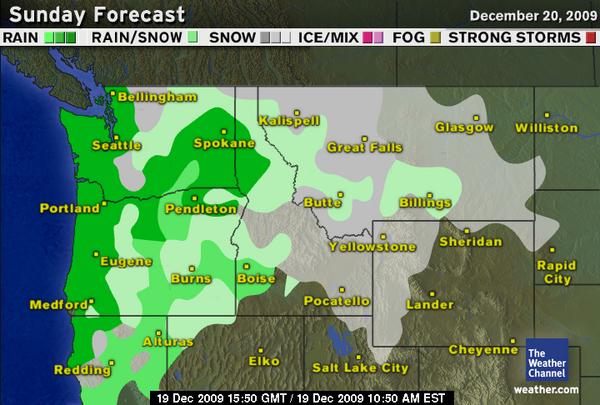 Sunday Forecast December 20, 2009
RAIN RAIN/SNOW SNOW ICE/MIX FOG STRONG STORMS
Bellingham
Kalispell
Glasgow
Williston
Seattle
Spokane
Great Falls
Portland
Pendleton
Butte
Billings
Yellowstone
Sheridan
Eugene
Burns
Boise
Rapid
City
Medford
Pocatello
Lander
Alturas
Cheyenne
Redding
Elko
Salt Lake City
The
Weather
Channel
weather.com
19 Dec 2009 15:50 GMT / 19 Dec 2009 10:50 AM EST